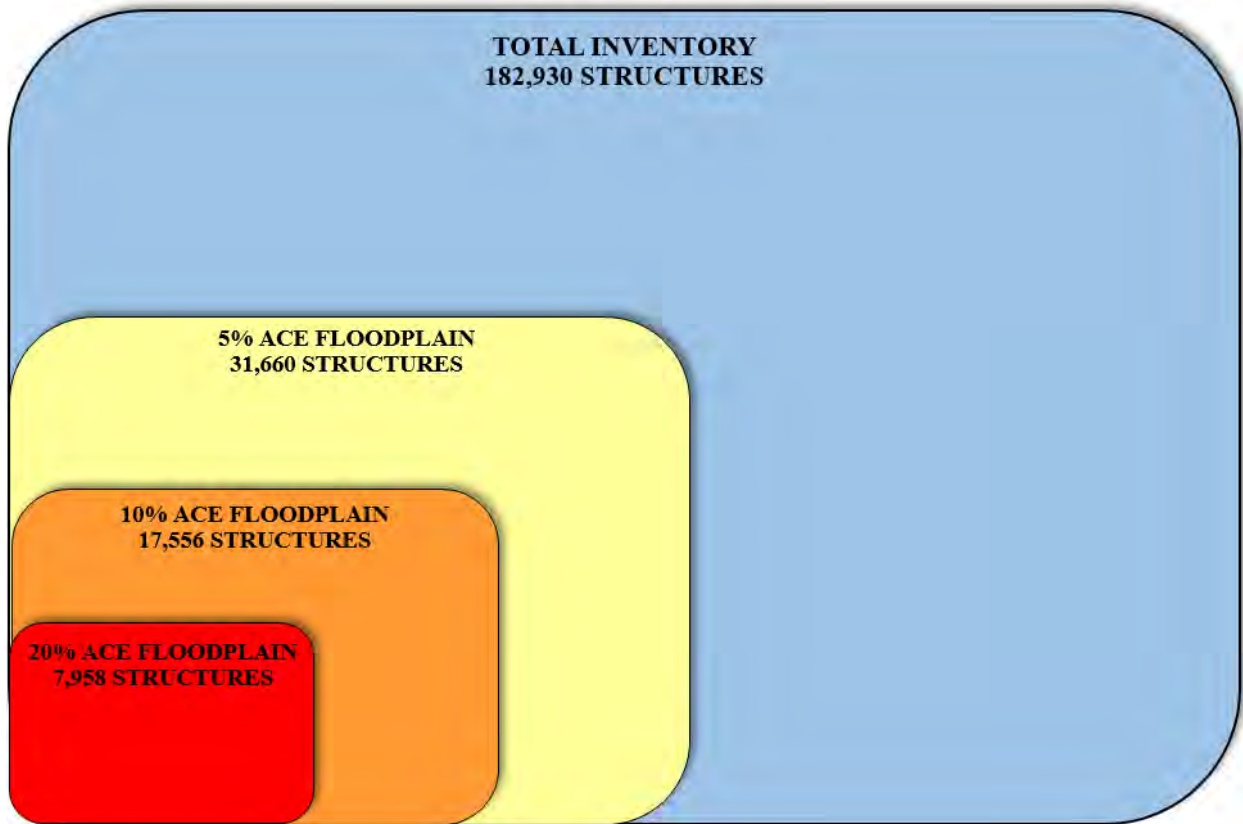 TOTAL INVENTORY
182,930 STRUCTURES
5% ACE FLOODPLAIN
31,660 STRUCTURES
10% ACE FLOODPLAIN
17,556 STRUCTURES
20% ACE FLOODPLAIN
7,958 STRUCTURES